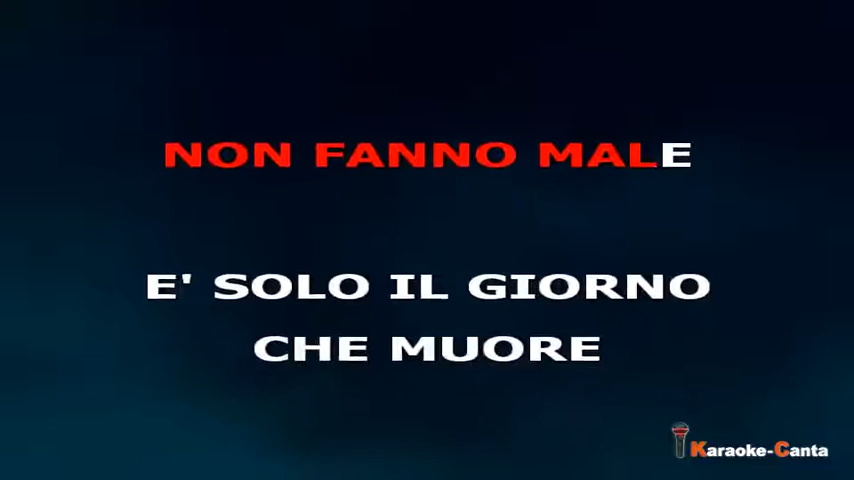 NON FANNO MALE
E' SOLO IL GIORNO
CHE MUORE
Karaoke-Canta